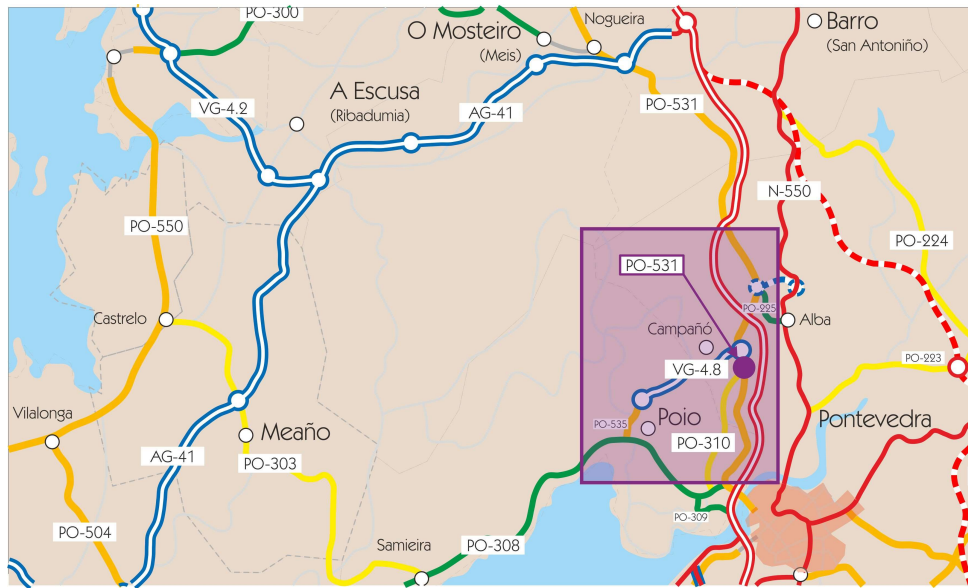 PO-300
O Mosteiro
(Meis)
Nogueira
Barro
(San Antoniño)
A Escusa
(Ribadumia)
VG-4.2
AG-41
PO-531
N-550
PO-550
PO-224
PO-531
PO-225
Castrelo
Campañó
Alba
VG-4.8
PO-223
Vilalonga
Meaño
PO-535
Poio
Pontevedra
PO-310
AG-41
PO-303
PO-504
Samieira
PO-308
PO-309